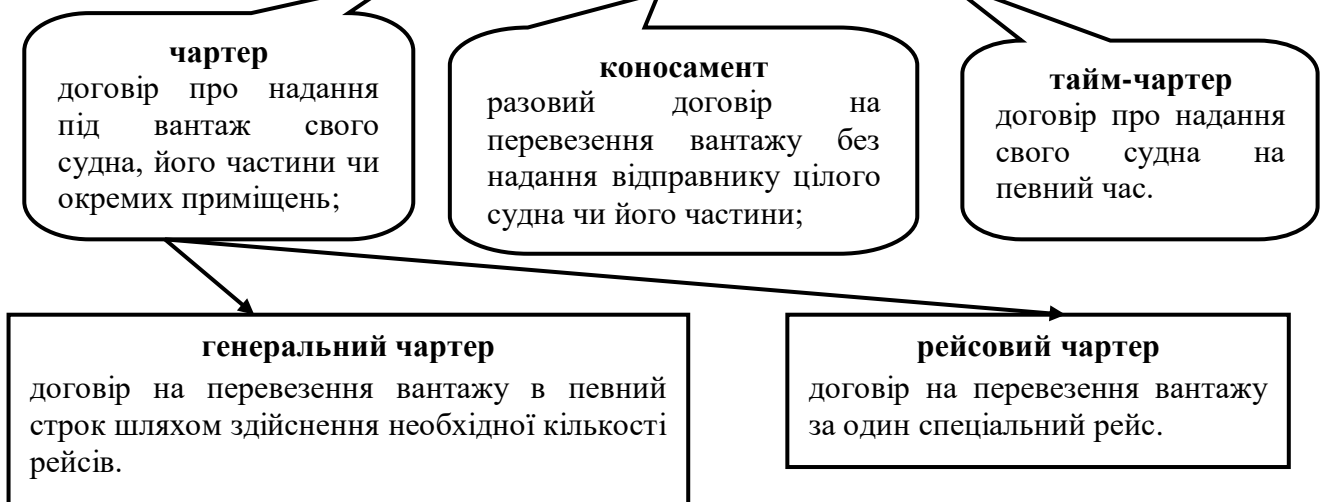 чартер
договір про надання
під вантаж свого
судна, його частини чи
окремих приміщень;
коносамент
разовий договір на
перевезення вантажу без
надання відправнику цілого
судна чи його частини;
тайм-чартер
договір про надання
свого судна на
певний час.
генеральний чартер
договір на перевезення вантажу в певний
строк шляхом здійснення необхідної кількості
рейсів.
рейсовий чартер
договір на перевезення вантажу
за один спеціальний рейс.